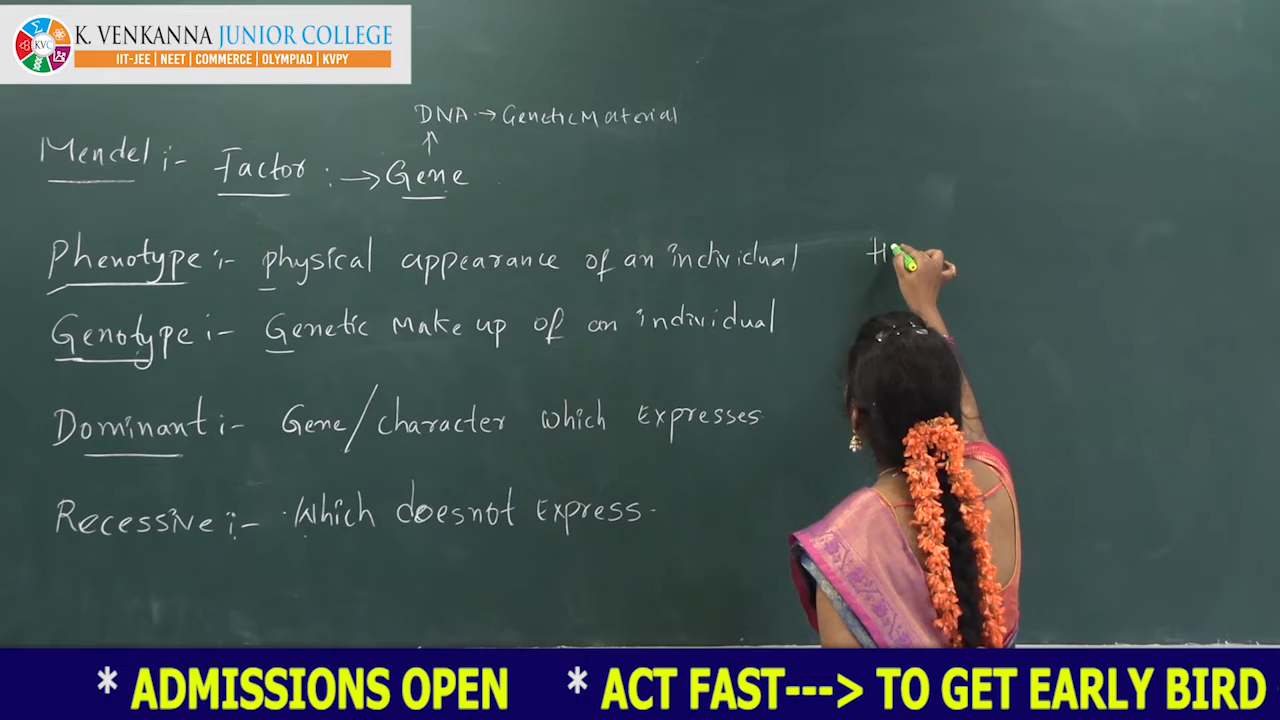 K. VENKANNA JUNIOR COLLEGE
KVC
IIT-JEE | NEET | COMMERCE | OLYMPIAD | KVPY
DNA → Genetic Material
Mendel :- Factor : → Gene
Phenotype :- physical appearance of an individual
H
Genotype :- Genetic Make up of an individual
Dominant :- Gene/character which Expresses
Recessive :- Which doesnot Express.
* ADMISSIONS OPEN * ACT FAST---> TO GET EARLY BIRD